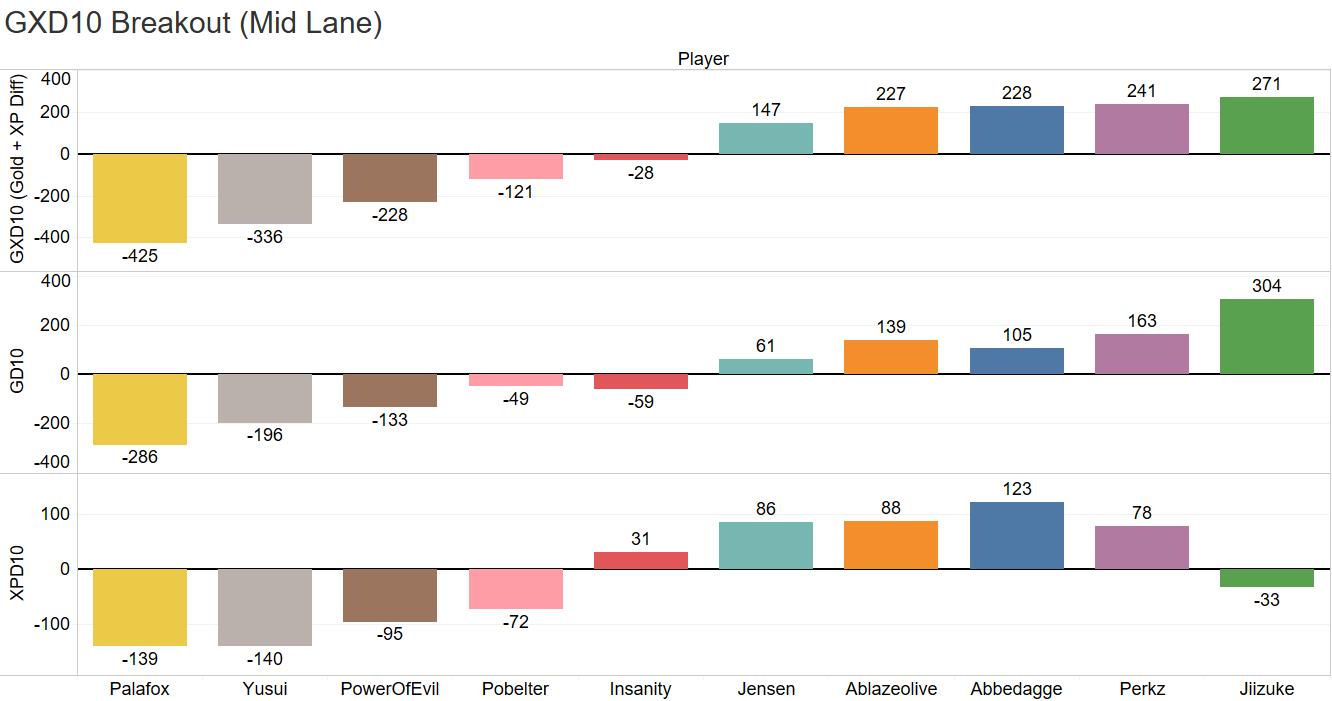 GXD10 Breakout (Mid Lane)
Player
GXD10 (Gold + XP Diff)
400
200
0
-200
-400
-425
-336
-228
-121
-28
147
227
228
241
271
GD10
400
200
0
-200
-400
-286
-196
-133
-49
-59
61
139
105
163
304
XPD10
100
0
-100
-139
-140
-95
-72
31
86
88
123
78
-33
Palafox
Yusui
PowerOfEvil
Pobelter
Insanity
Jensen
Ablazeolive
Abbedagge
Perkz
Jiizuke